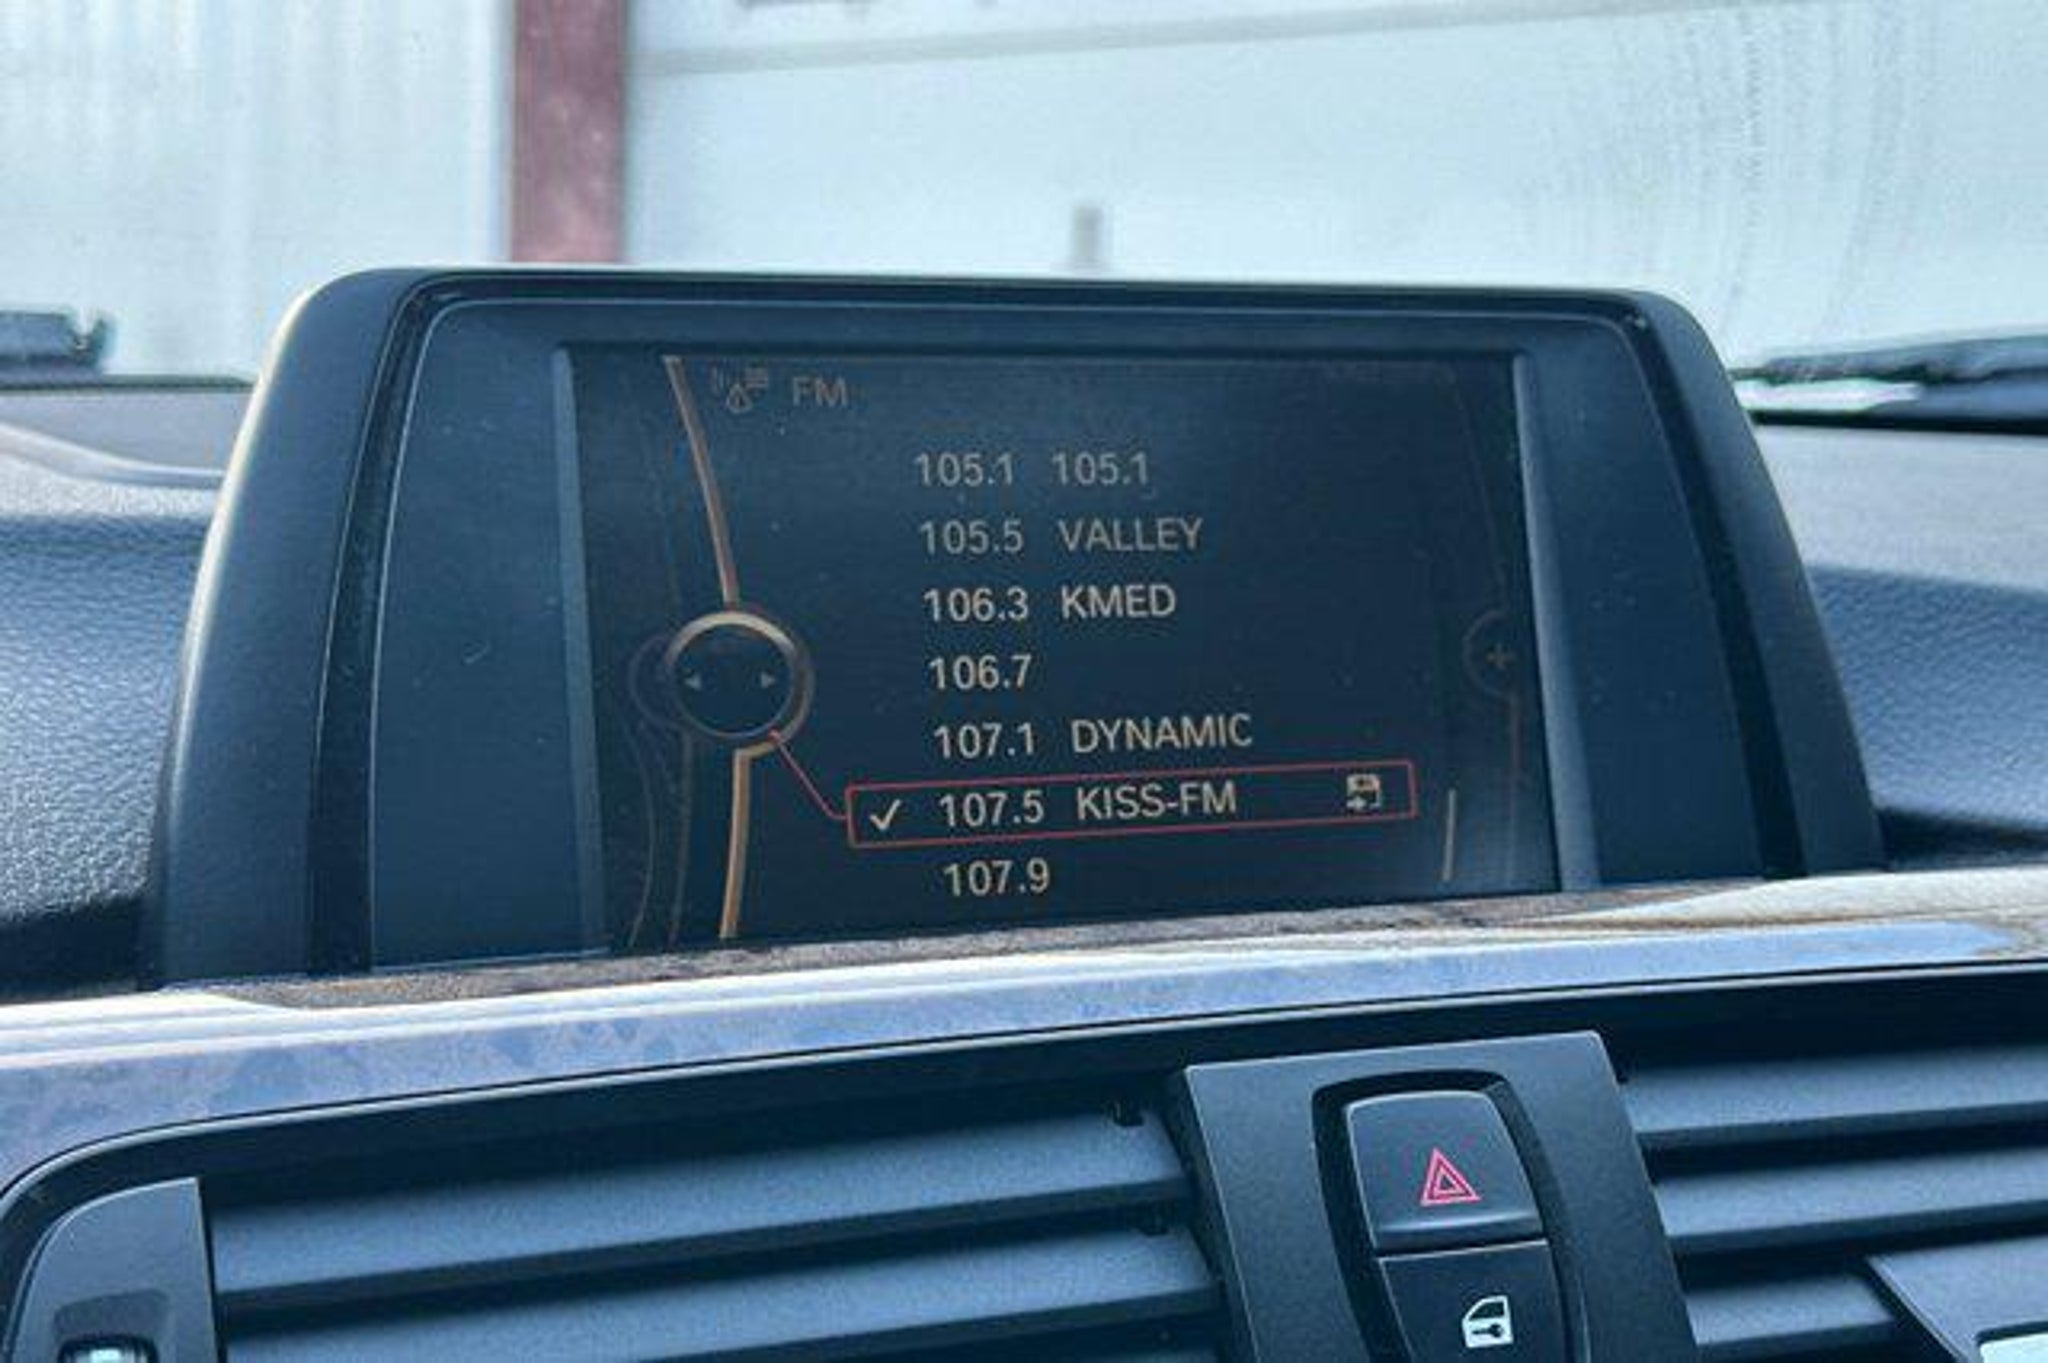 FM
105.1 105.1
105.5 VALLEY
106.3 KMED
106.7
107.1 DYNAMIC
✓ 107.5 KISS-FM
107.9